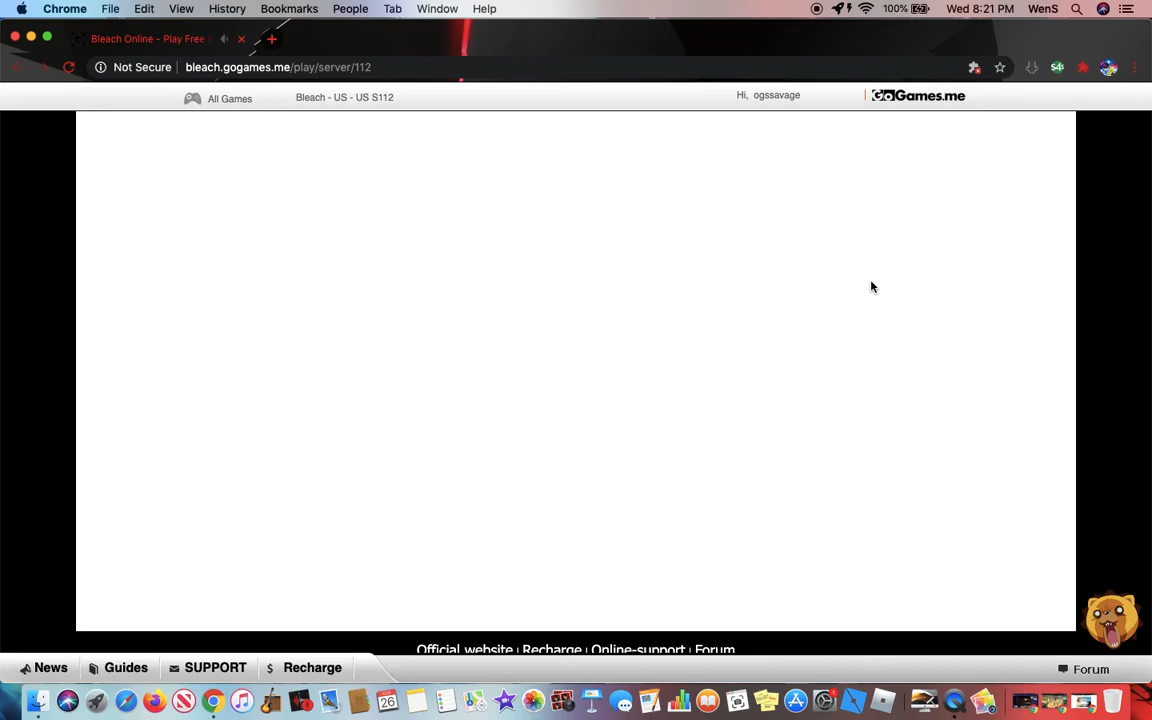 Chrome File Edit View History Bookmarks People Tab Window Help 100% Wed 8:21 PM WenS
Bleach Online - Play Free
Not Secure bleach.gogames.me/play/server/112
All Games Bleach - US - US S112 Hi, ogssavage GoGames.me
Official website | Recharge | Online-support | Forum
News Guides SUPPORT $ Recharge Forum
26